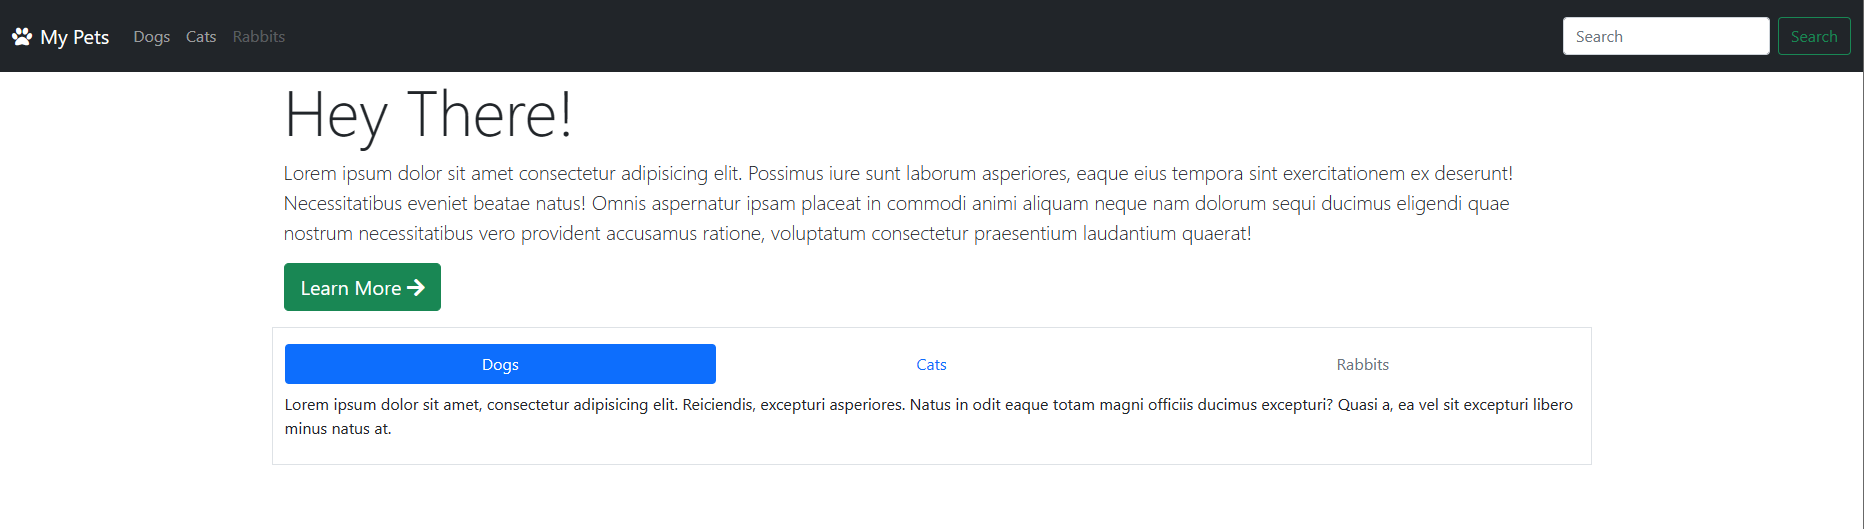 My Pets Dogs Cats Rabbits Search Search
Hey There!
Lorem ipsum dolor sit amet consectetur adipisicing elit. Possimus iure sunt laborum asperiores, eaque eius tempora sint exercitationem ex deserunt!
Necessitatibus eveniet beatae natus! Omnis aspernatur ipsam placeat in commodi animi aliquam neque nam dolorum sequi ducimus eligendi quae
nostrum necessitatibus vero provident accusamus ratione, voluptatum consectetur praesentium laudantium quaerat!
Learn More
Dogs Cats Rabbits
Lorem ipsum dolor sit amet, consectetur adipisicing elit. Reiciendis, excepturi asperiores. Natus in odit eaque totam magni officiis ducimus excepturi? Quasi a, ea vel sit excepturi libero
minus natus at.